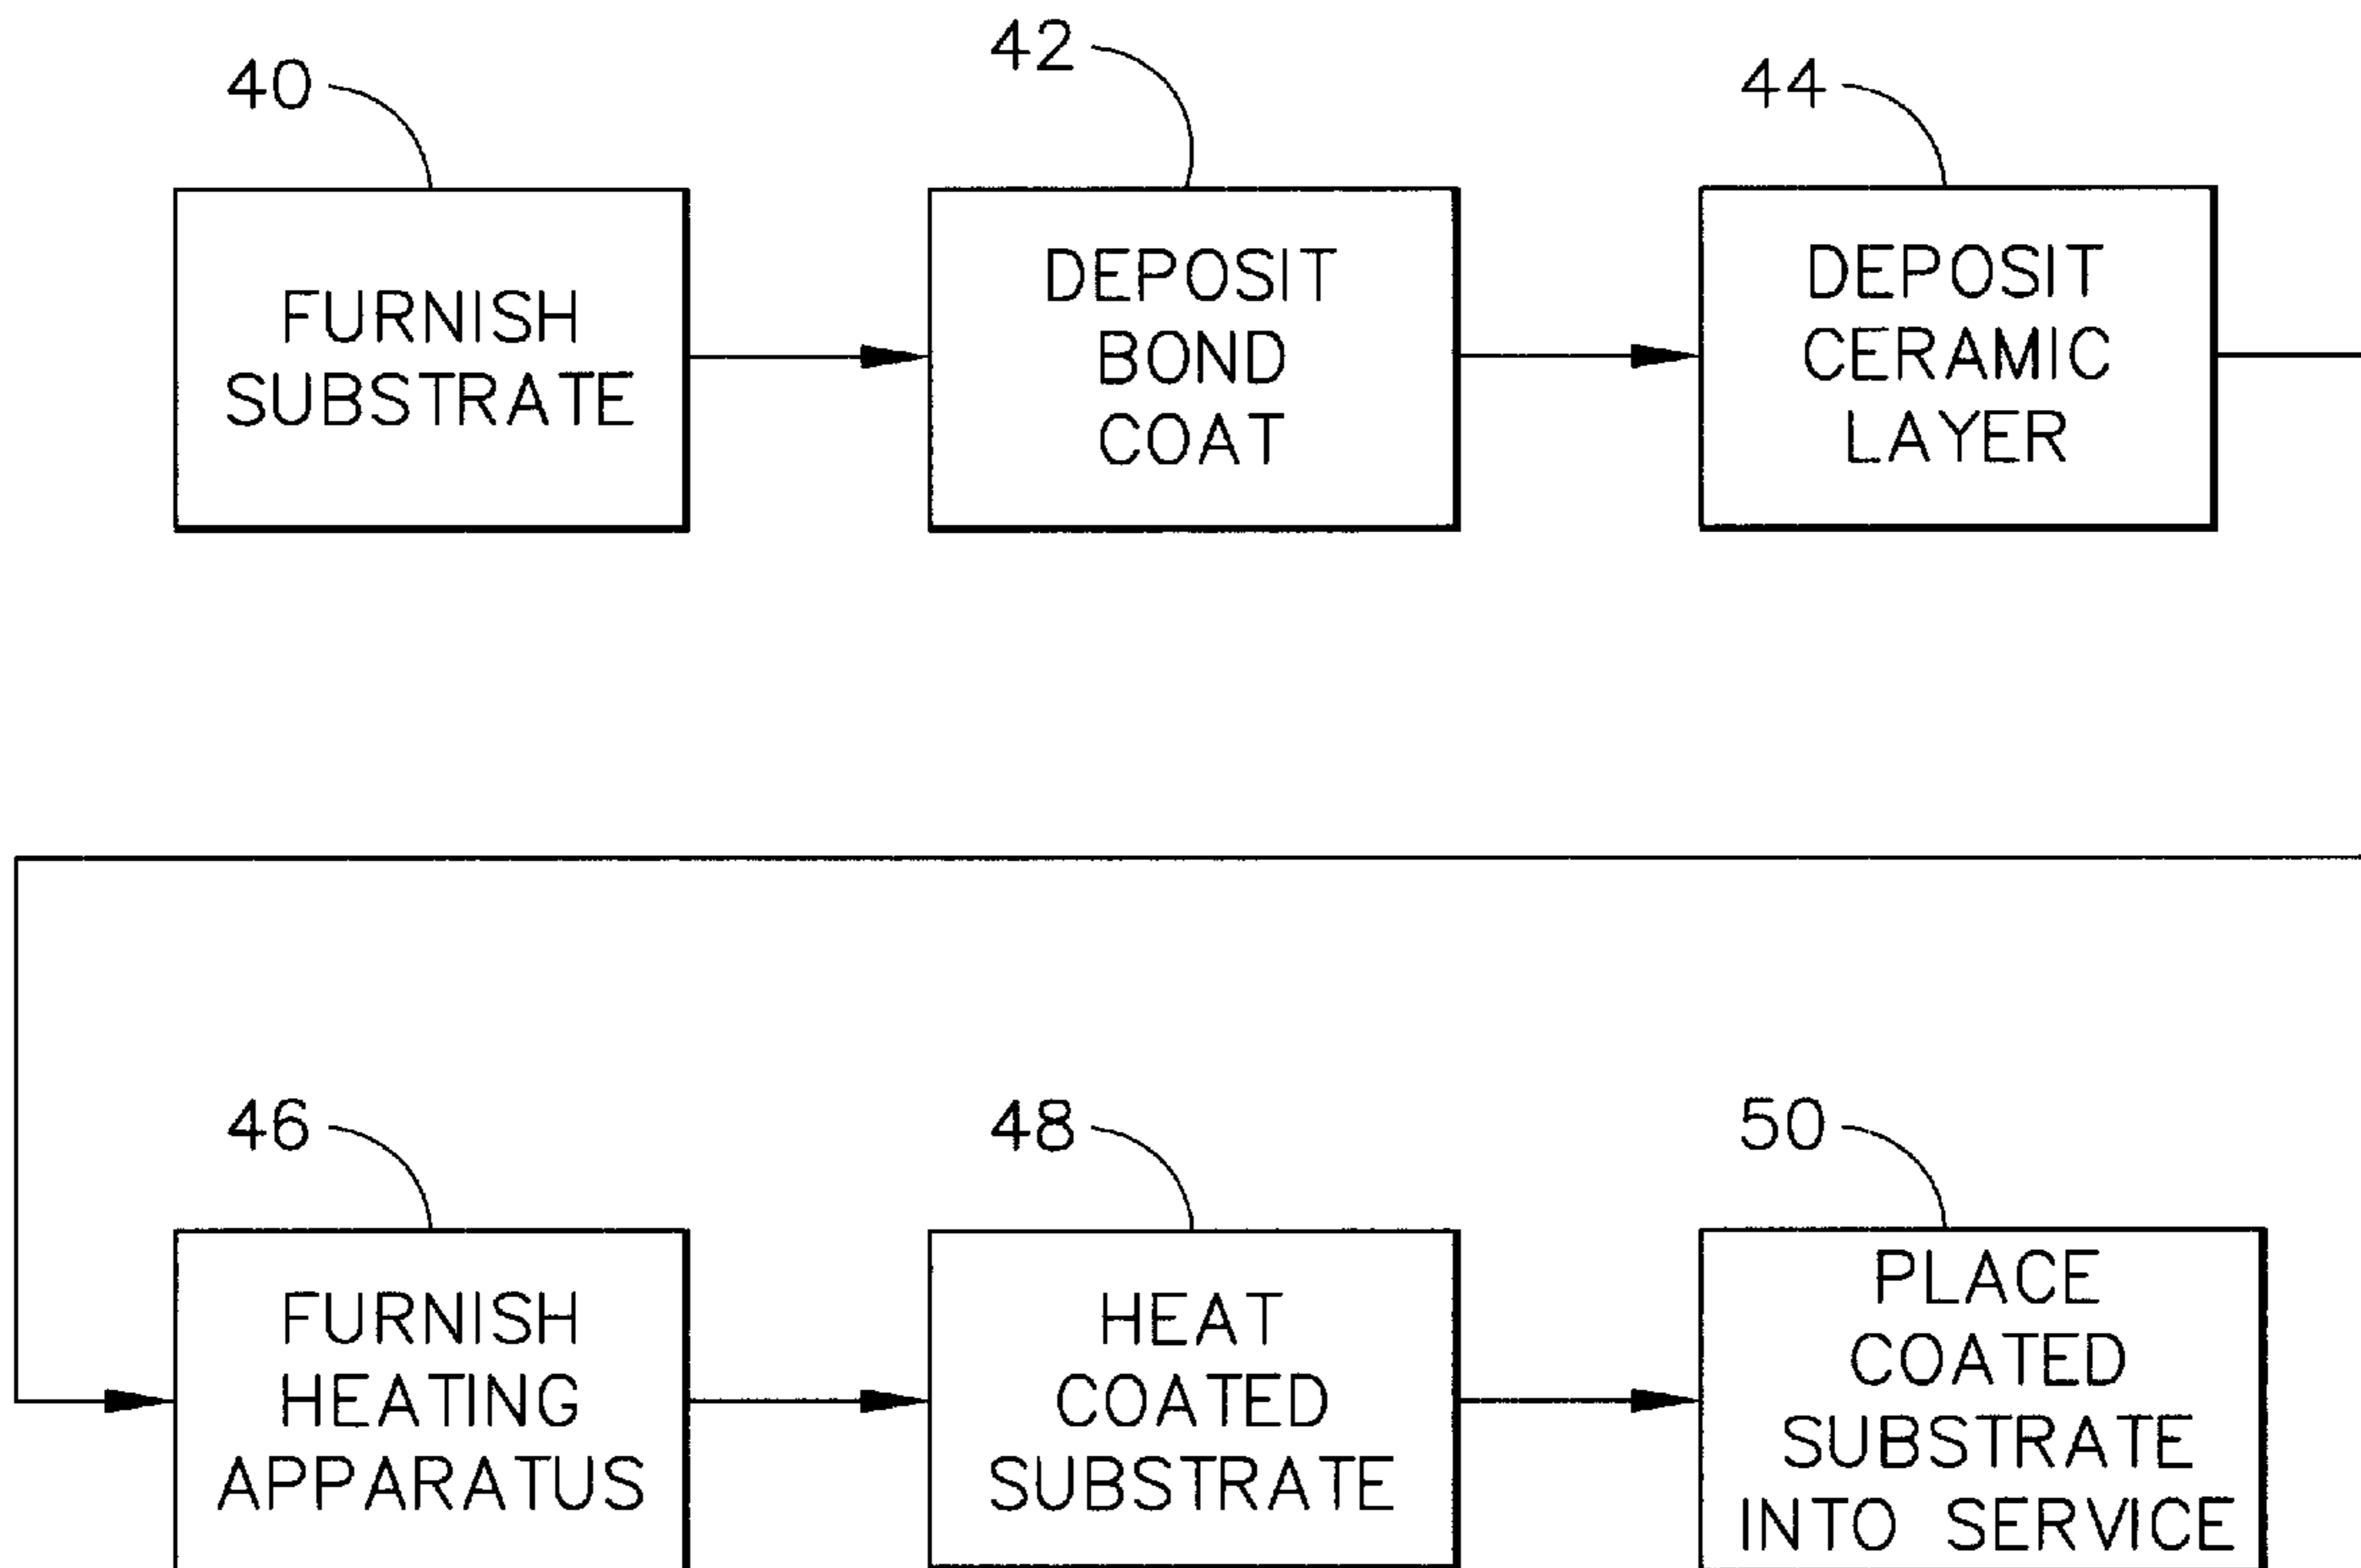 40
FURNISH
SUBSTRATE
42
DEPOSIT
BOND
COAT
44
DEPOSIT
CERAMIC
LAYER
46
FURNISH
HEATING
APPARATUS
48
HEAT
COATED
SUBSTRATE
50
PLACE
COATED
SUBSTRATE
INTO SERVICE